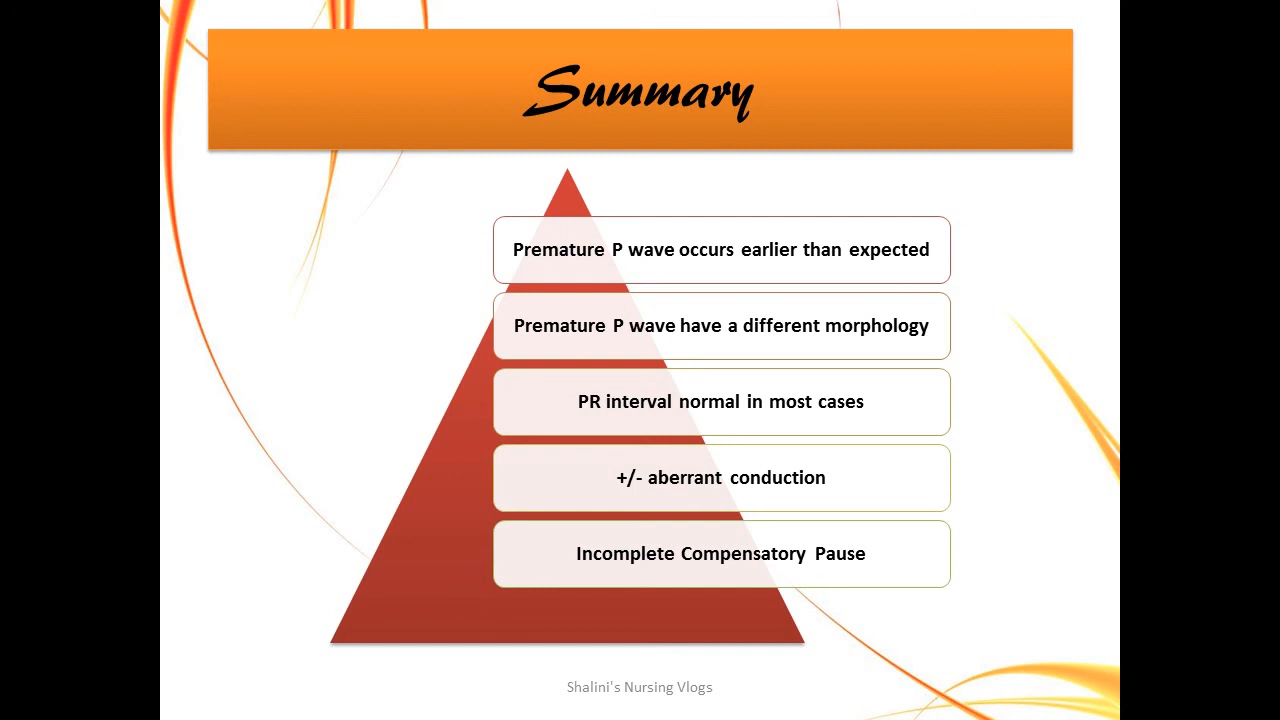 Summary
Premature P wave occurs earlier than expected
Premature P wave have a different morphology
PR interval normal in most cases
+/- aberrant conduction
Incomplete Compensatory Pause
Shalini's Nursing Vlogs